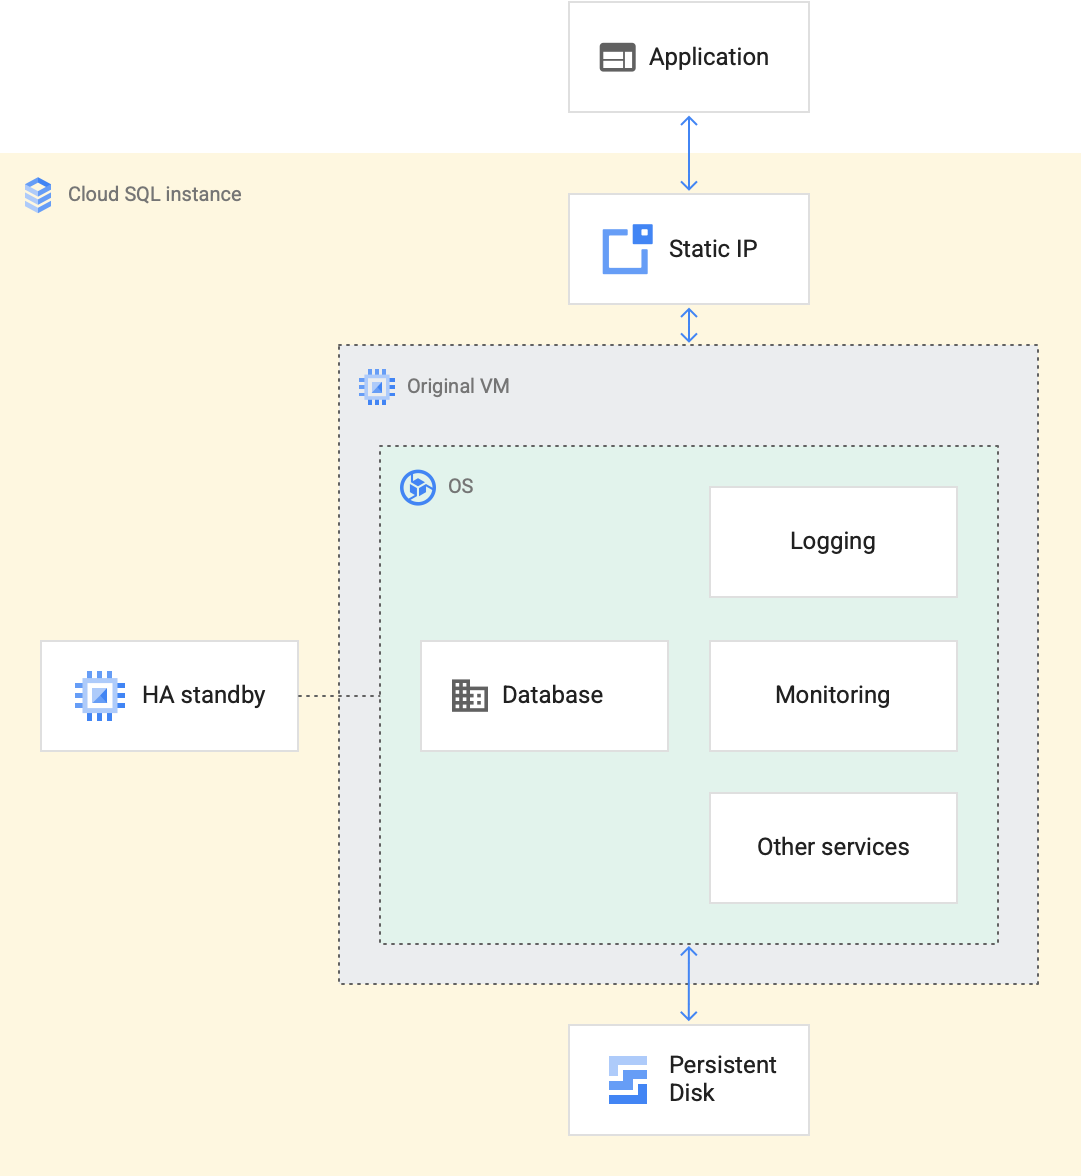 Application
Cloud SQL instance
Static IP
Original VM
OS
Logging
HA standby
Database
Monitoring
Other services
Persistent
Disk